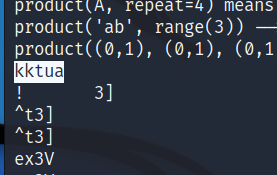 product(A, repeat=4) means
product('ab', range(3)) —
product((0,1), (0,1), (0,1
kktua
!       3]
^t3]
^t3]
ex3V